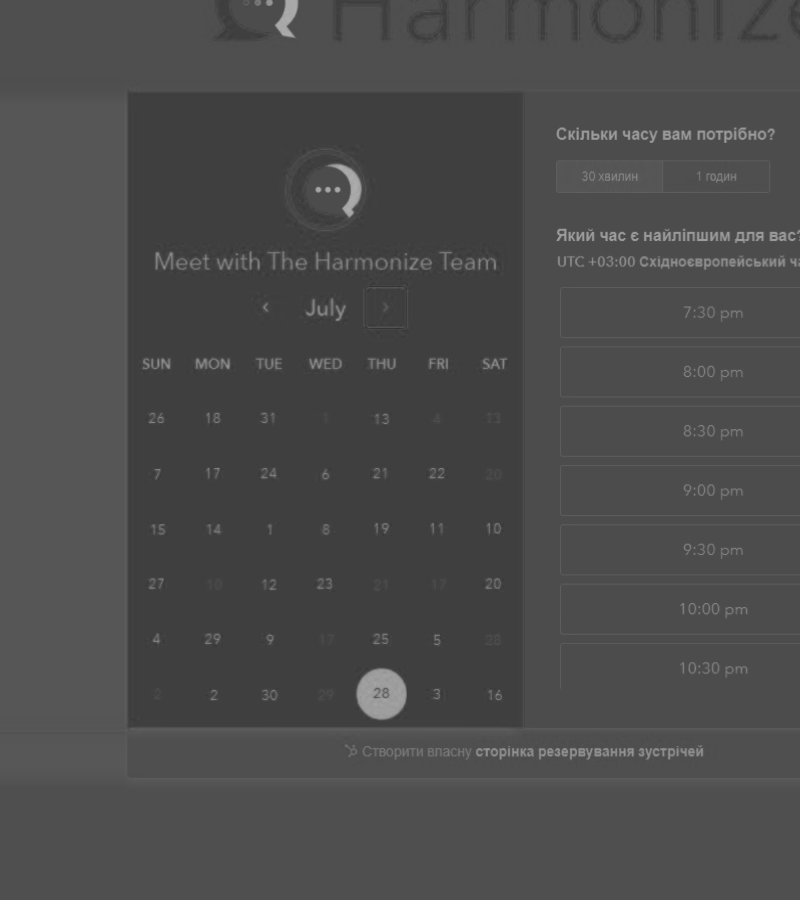 Harmonize
Meet with The Harmonize Team
‹ July ›
SUN MON TUE WED THU FRI SAT
26 18 31 1 13 4 13
7 17 24 6 21 22 20
15 14 1 8 19 11 10
27 12 23 21 17 20
4 29 9 17 25 5 28
2 2 30 29 28 3 16
Скільки часу вам потрібно?
30 хвилин 1 годин
Який час є найліпшим для вас?
UTC +03:00 Східноєвропейський
7:30 pm
8:00 pm
8:30 pm
9:00 pm
9:30 pm
10:00 pm
10:30 pm
Створити власну сторінка резервування зустрічей